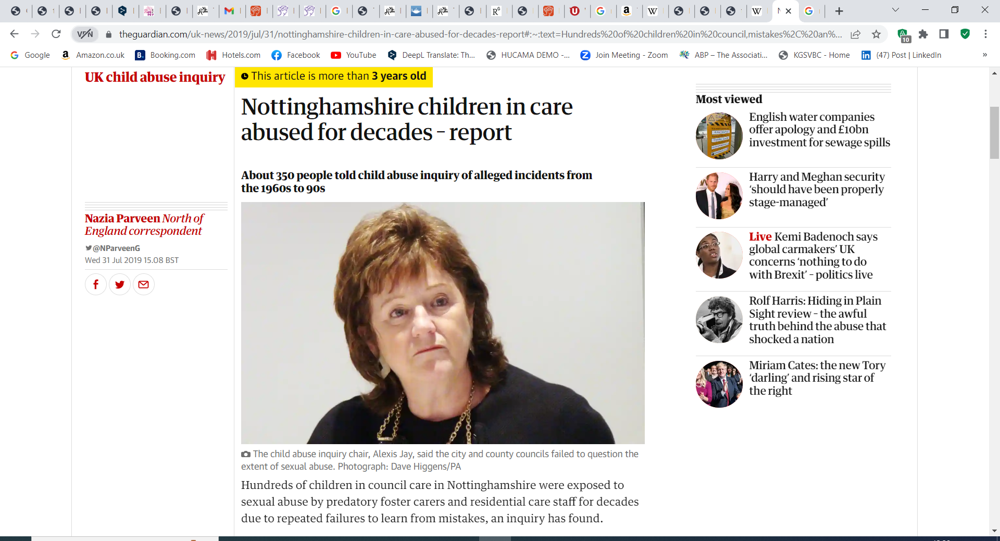 theguardian.com/uk-news/2019/jul/31/nottinghamshire-children-in-care-abused-for-decades-report#:~:text=Hundreds%20of%20children%20in%20council,mistakes%2C%20an%...
10
Google
Amazon.co.uk
Booking.com
Hotels.com
Facebook
YouTube
DeepL Translate: Th...
HUCAMA DEMO -...
Join Meeting - Zoom
ABP – The Associati...
KGSVBC - Home
(47) Post | LinkedIn
»
UK child abuse inquiry
This article is more than 3 years old
Nottinghamshire children in care
abused for decades – report
About 350 people told child abuse inquiry of alleged incidents from
the 1960s to 90s
Nazia Parveen North of
England correspondent
@NParveenG
Wed 31 Jul 2019 15.08 BST
The child abuse inquiry chair, Alexis Jay, said the city and county councils failed to question the
extent of sexual abuse. Photograph: Dave Higgens/PA
Hundreds of children in council care in Nottinghamshire were exposed to
sexual abuse by predatory foster carers and residential care staff for decades
due to repeated failures to learn from mistakes, an inquiry has found.
Most viewed
English water companies
offer apology and £10bn
investment for sewage spills
Harry and Meghan security
‘should have been properly
stage-managed’
Live Kemi Badenoch says
global carmakers’ UK
concerns ‘nothing to do
with Brexit’ – politics live
Rolf Harris: Hiding in Plain
Sight review – the awful
truth behind the abuse that
shocked a nation
Miriam Cates: the new Tory
‘darling’ and rising star of
the right